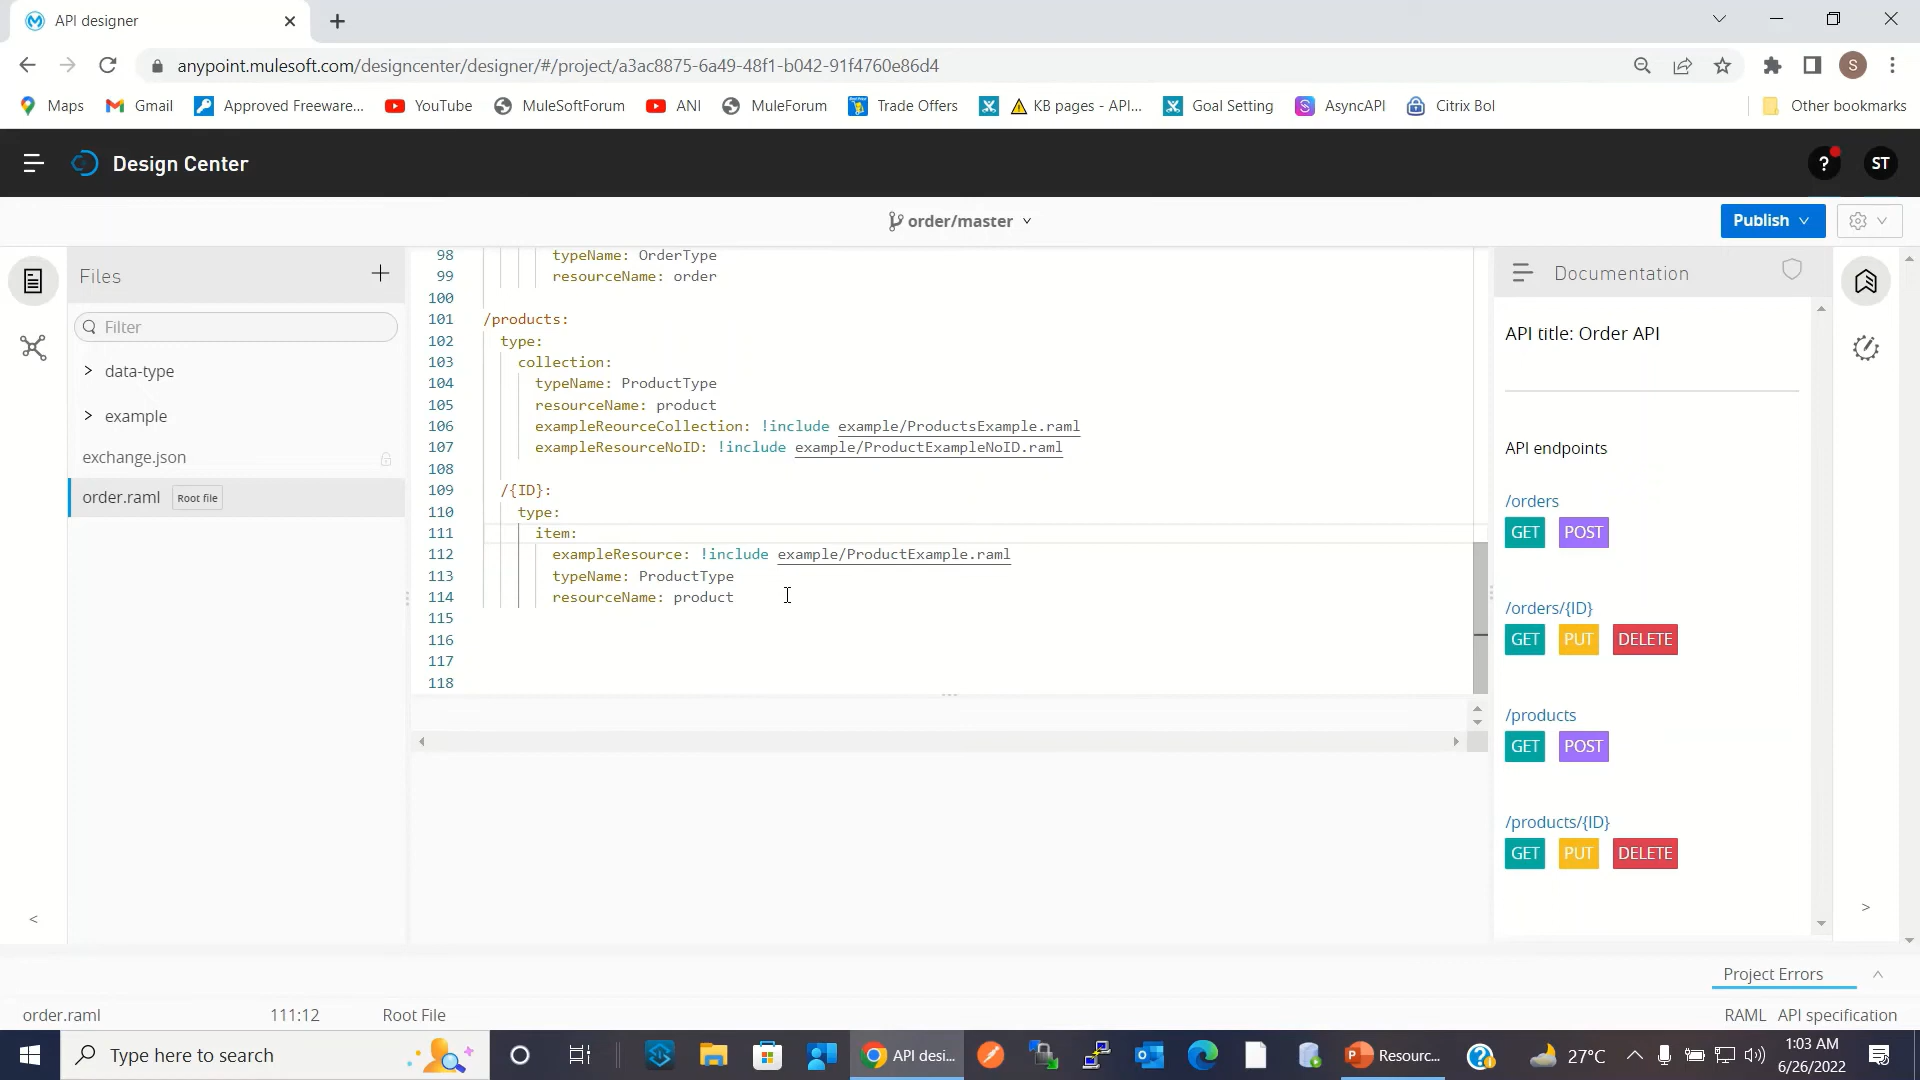 API designer
anypoint.mulesoft.com/designcenter/designer/#/project/a3ac8875-6a49-48f1-b042-91f4760e86d4
S
Maps
Gmail
Approved Freeware...
YouTube
MuleSoftForum
ANI
MuleForum
Trade Offers
KB pages - API...
Goal Setting
AsyncAPI
Citrix Bol
Other bookmarks
Design Center
?
ST
order/master
Publish
Files
Filter
data-type
example
exchange.json
order.raml Root file
98 typeName: OrderType
99 resourceName: order
100
101 /products:
102 type:
103 collection:
104 typeName: ProductType
105 resourceName: product
106 exampleReourceCollection: !include example/ProductsExample.raml
107 exampleResourceNoID: !include example/ProductExampleNoID.raml
108
109 /{ID}:
110 type:
111 item:
112 exampleResource: !include example/ProductExample.raml
113 typeName: ProductType
114 resourceName: product
115
116
117
118
Documentation
API title: Order API
API endpoints
/orders
GET POST
/orders/{ID}
GET PUT DELETE
/products
GET POST
/products/{ID}
GET PUT DELETE
Project Errors
order.raml 111:12 Root File
RAML API specification
Type here to search
API desi...
Resourc...
27°C
1:03 AM
6/26/2022